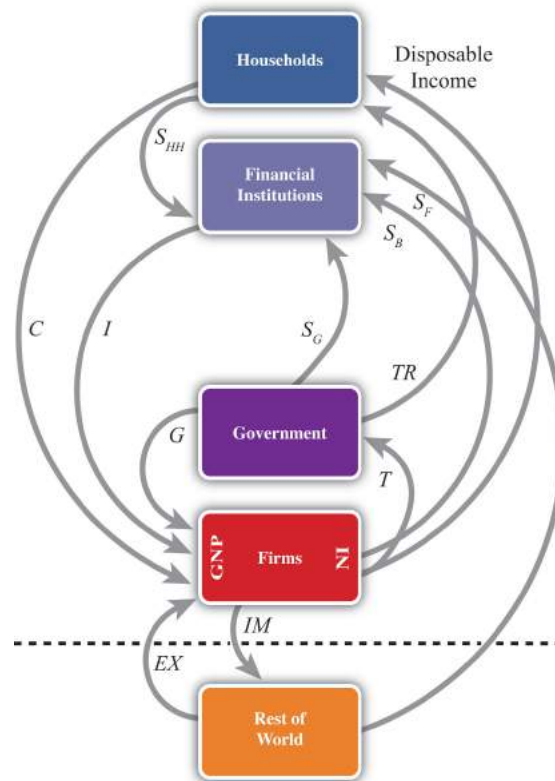 Households
Disposable
Income
S_HH
Financial
Institutions
S_F
S_B
C
I
S_G
TR
G
Government
T
GNP
Firms
NI
IM
EX
Rest of
World